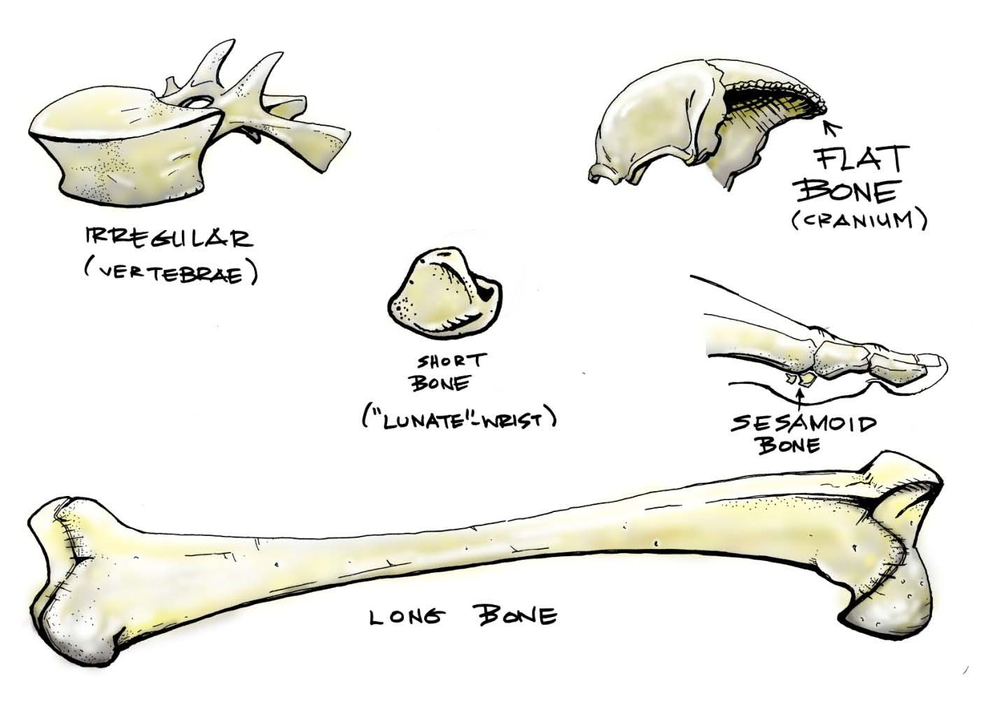 IRREGULAR
(VERTEBRAE)
FLAT
BONE
(CRANIUM)
SHORT
BONE
("LUNATE"-WRIST)
SESAMOID
BONE
LONG BONE